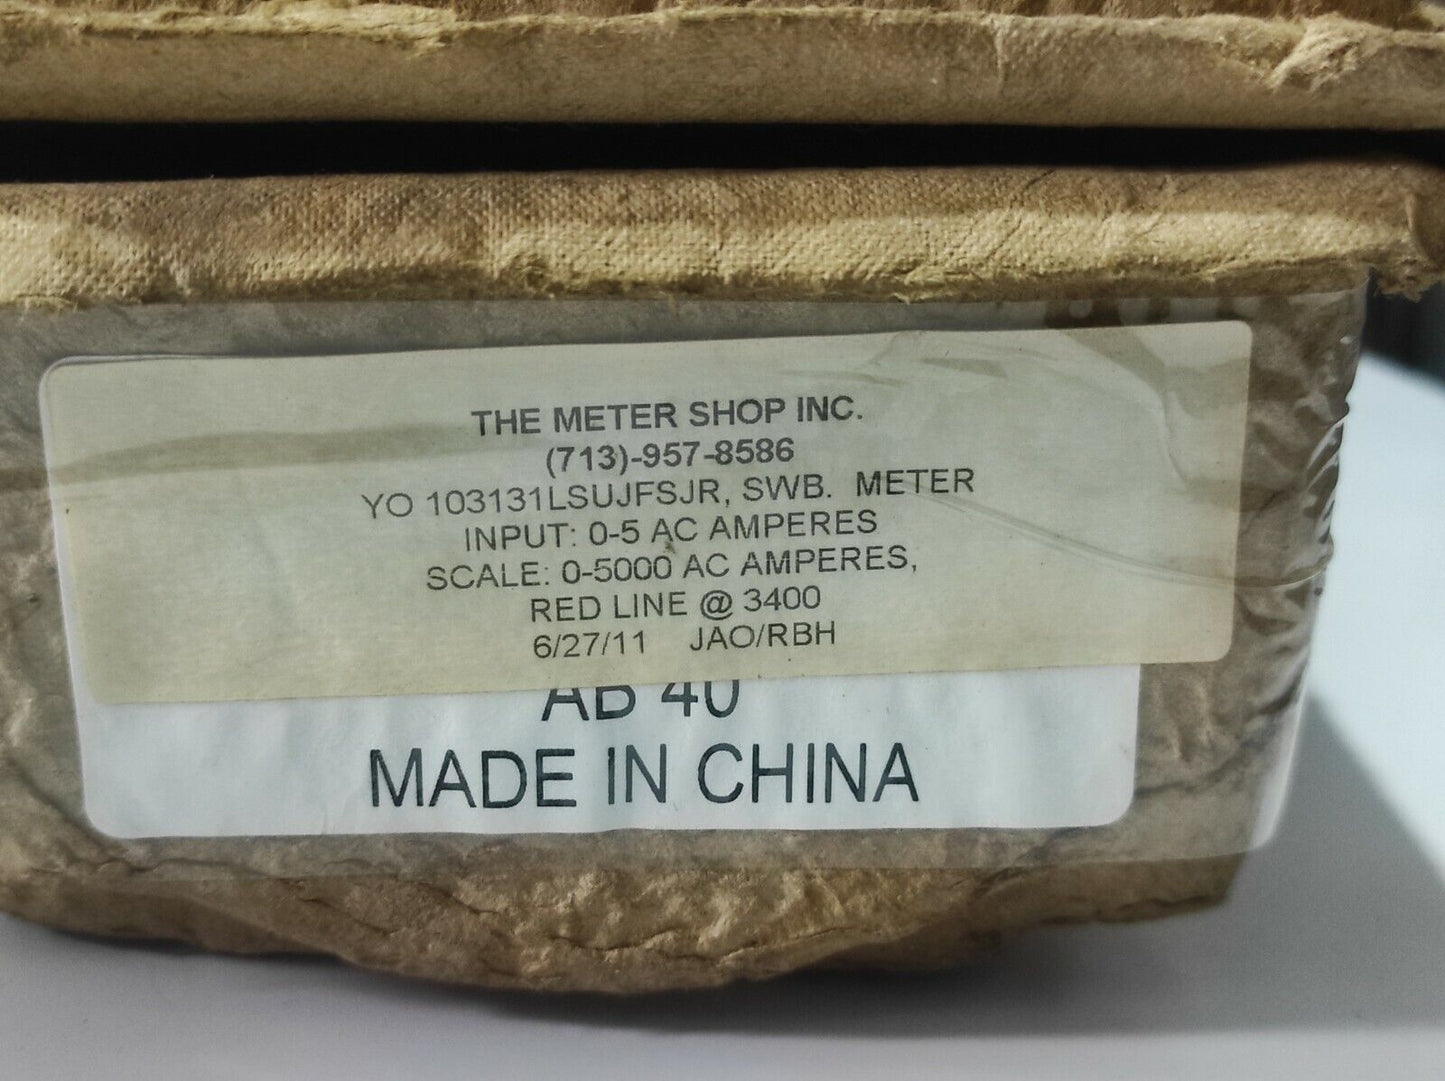 THE METER SHOP INC.
(713)-957-8586
YO 103131LSUJFSJR, SWB. METER
INPUT: 0-5 AC AMPERES
SCALE: 0-5000 AC AMPERES,
RED LINE @ 3400
6/27/11 JAO/RBH
AB 40
MADE IN CHINA